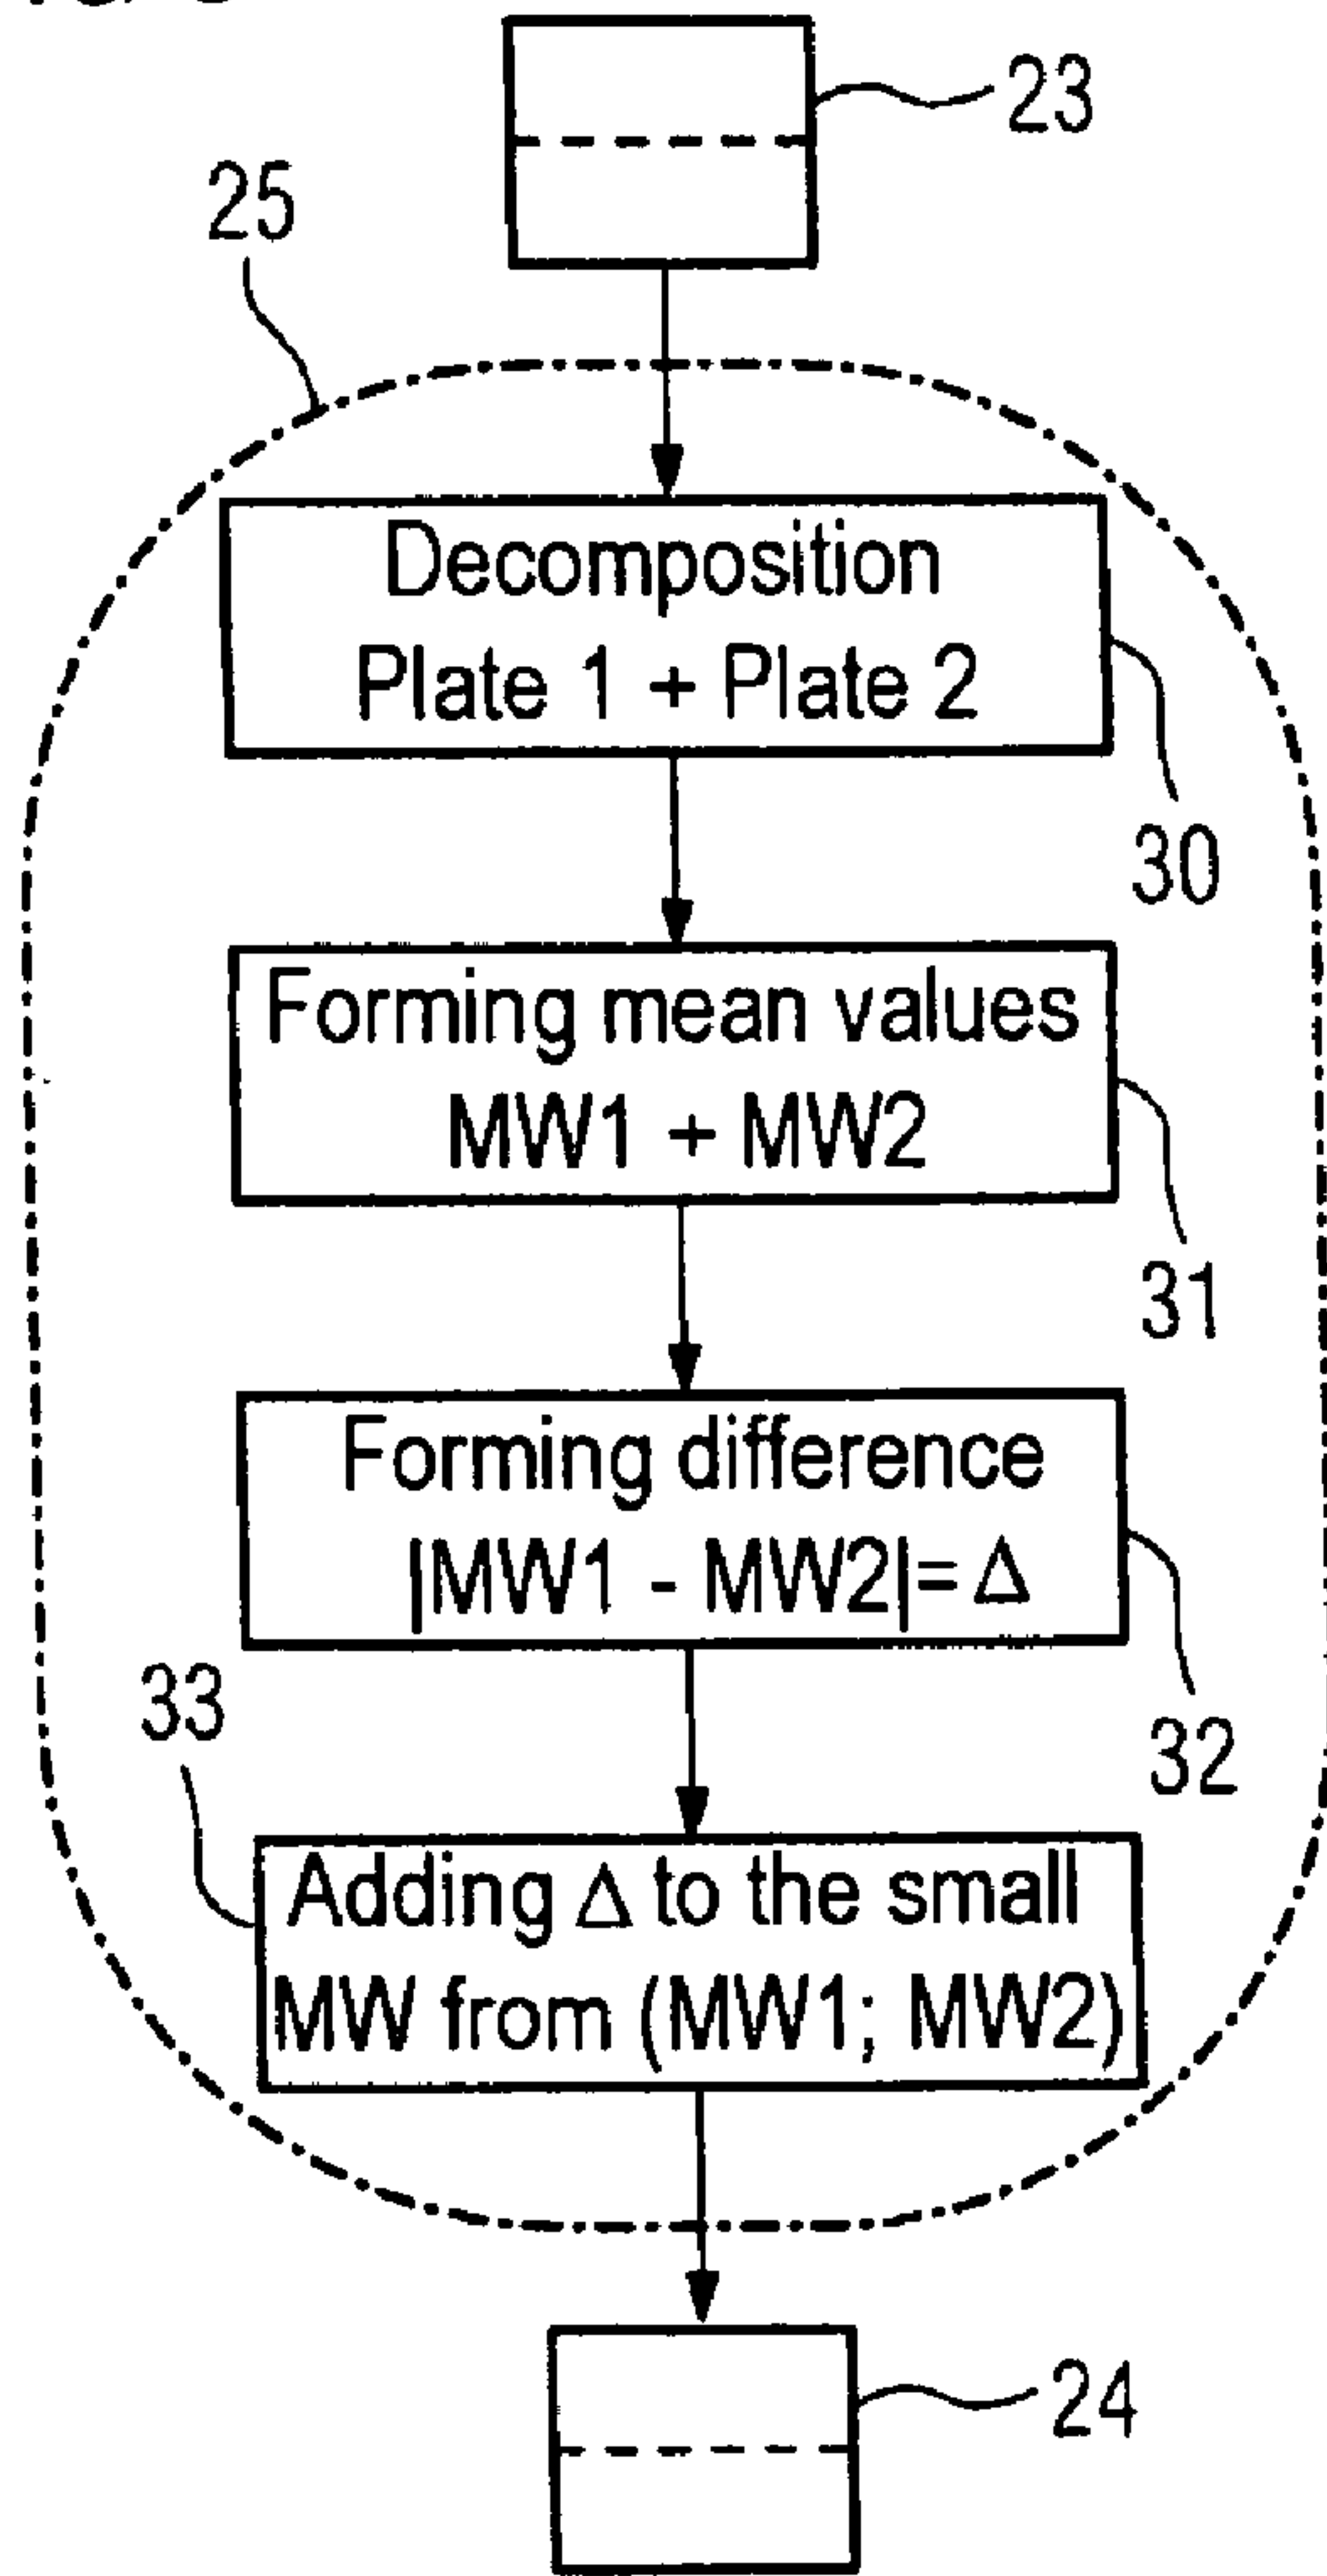 23
25
Decomposition
Plate 1 + Plate 2
30
Forming mean values
MW1 + MW2
31
Forming difference
|MW1 - MW2|= Δ
32
33
Adding Δ to the small
MW from (MW1; MW2)
24